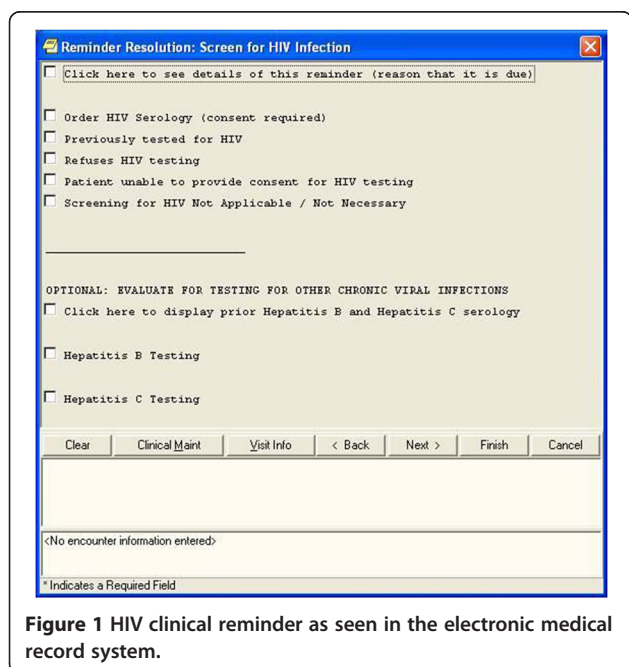 Reminder Resolution: Screen for HIV Infection
Click here to see details of this reminder (reason that it is due)
Order HIV Serology (consent required)
Previously tested for HIV
Refuses HIV testing
Patient unable to provide consent for HIV testing
Screening for HIV Not Applicable / Not Necessary
OPTIONAL: EVALUATE FOR TESTING FOR OTHER CHRONIC VIRAL INFECTIONS
Click here to display prior Hepatitis B and Hepatitis C serology
Hepatitis B Testing
Hepatitis C Testing
Clear Clinical Maint Visit Info < Back Next > Finish Cancel
<No encounter information entered>
* Indicates a Required Field
Figure 1 HIV clinical reminder as seen in the electronic medical
record system.